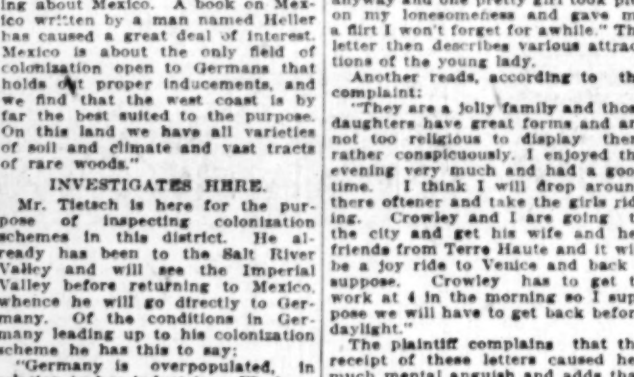 ing about Mexico. A book on Mex-
ico written by a man named Heller
has caused a great deal of interest.
Mexico is about the only field of
colonization open to Germans that
holds out proper inducements, and
we find that the west coast is by
far the best suited to the purpose.
On this land we have all varieties
of soil and climate and vast tracts
of rare woods."
INVESTIGATES HERE.
Mr. Tietsch is here for the pur-
pose of inspecting colonization
schemes in this district. He al-
ready has been to the Salt River
Valley and will see the Imperial
Valley before returning to Mexico,
whence he will go directly to Ger-
many. Of the conditions in Ger-
many leading up to his colonization
scheme he has this to say:
"Germany is overpopulated, in
anyway and one pretty girl took
on my lonesomeness and gave m
a flirt I won't forget for awhile." Th
letter then describes various attrac
tions of the young lady.
Another reads, according to th
complaint:
"They are a jolly family and thos
daughters have great forms and ar
not too religious to display them
rather conspicuously. I enjoyed th
evening very much and had a goo
time. I think I will drop aroun
there oftener and take the girls rid
ing. Crowley and I are going t
the city and get his wife and he
friends from Terre Haute and it wi
be a joy ride to Venice and back
suppose. Crowley has to get t
work at 4 in the morning so I sup
pose we will have to get back befor
daylight."
The plaintiff complains that th
receipt of these letters caused he
much mental anguish and adds tha